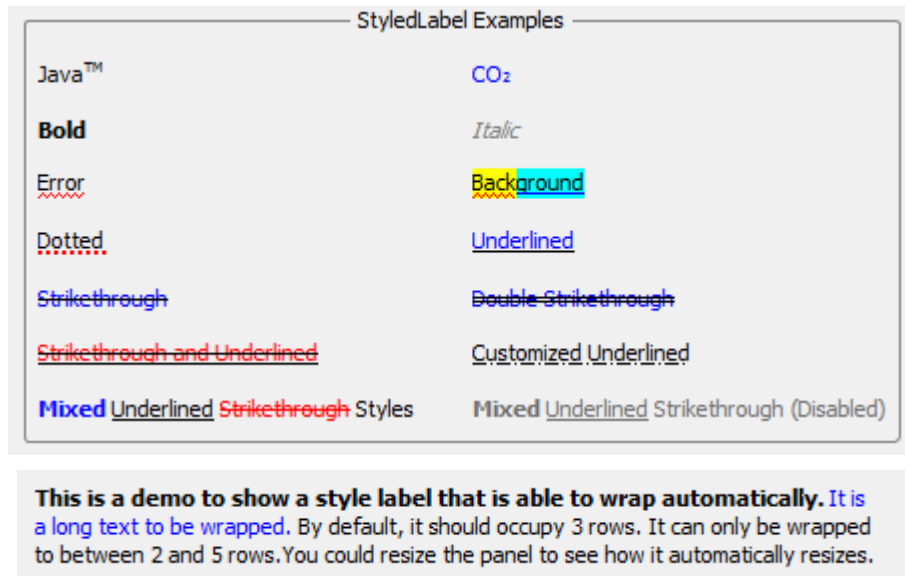 StyledLabel Examples
Java™ CO₂
Bold Italic
Error Background
Dotted Underlined
Strikethrough Double Strikethrough
Strikethrough and Underlined Customized Underlined
Mixed Underlined Strikethrough Styles Mixed Underlined Strikethrough (Disabled)
This is a demo to show a style label that is able to wrap automatically. It is
a long text to be wrapped. By default, it should occupy 3 rows. It can only be wrapped
to between 2 and 5 rows.You could resize the panel to see how it automatically resizes.